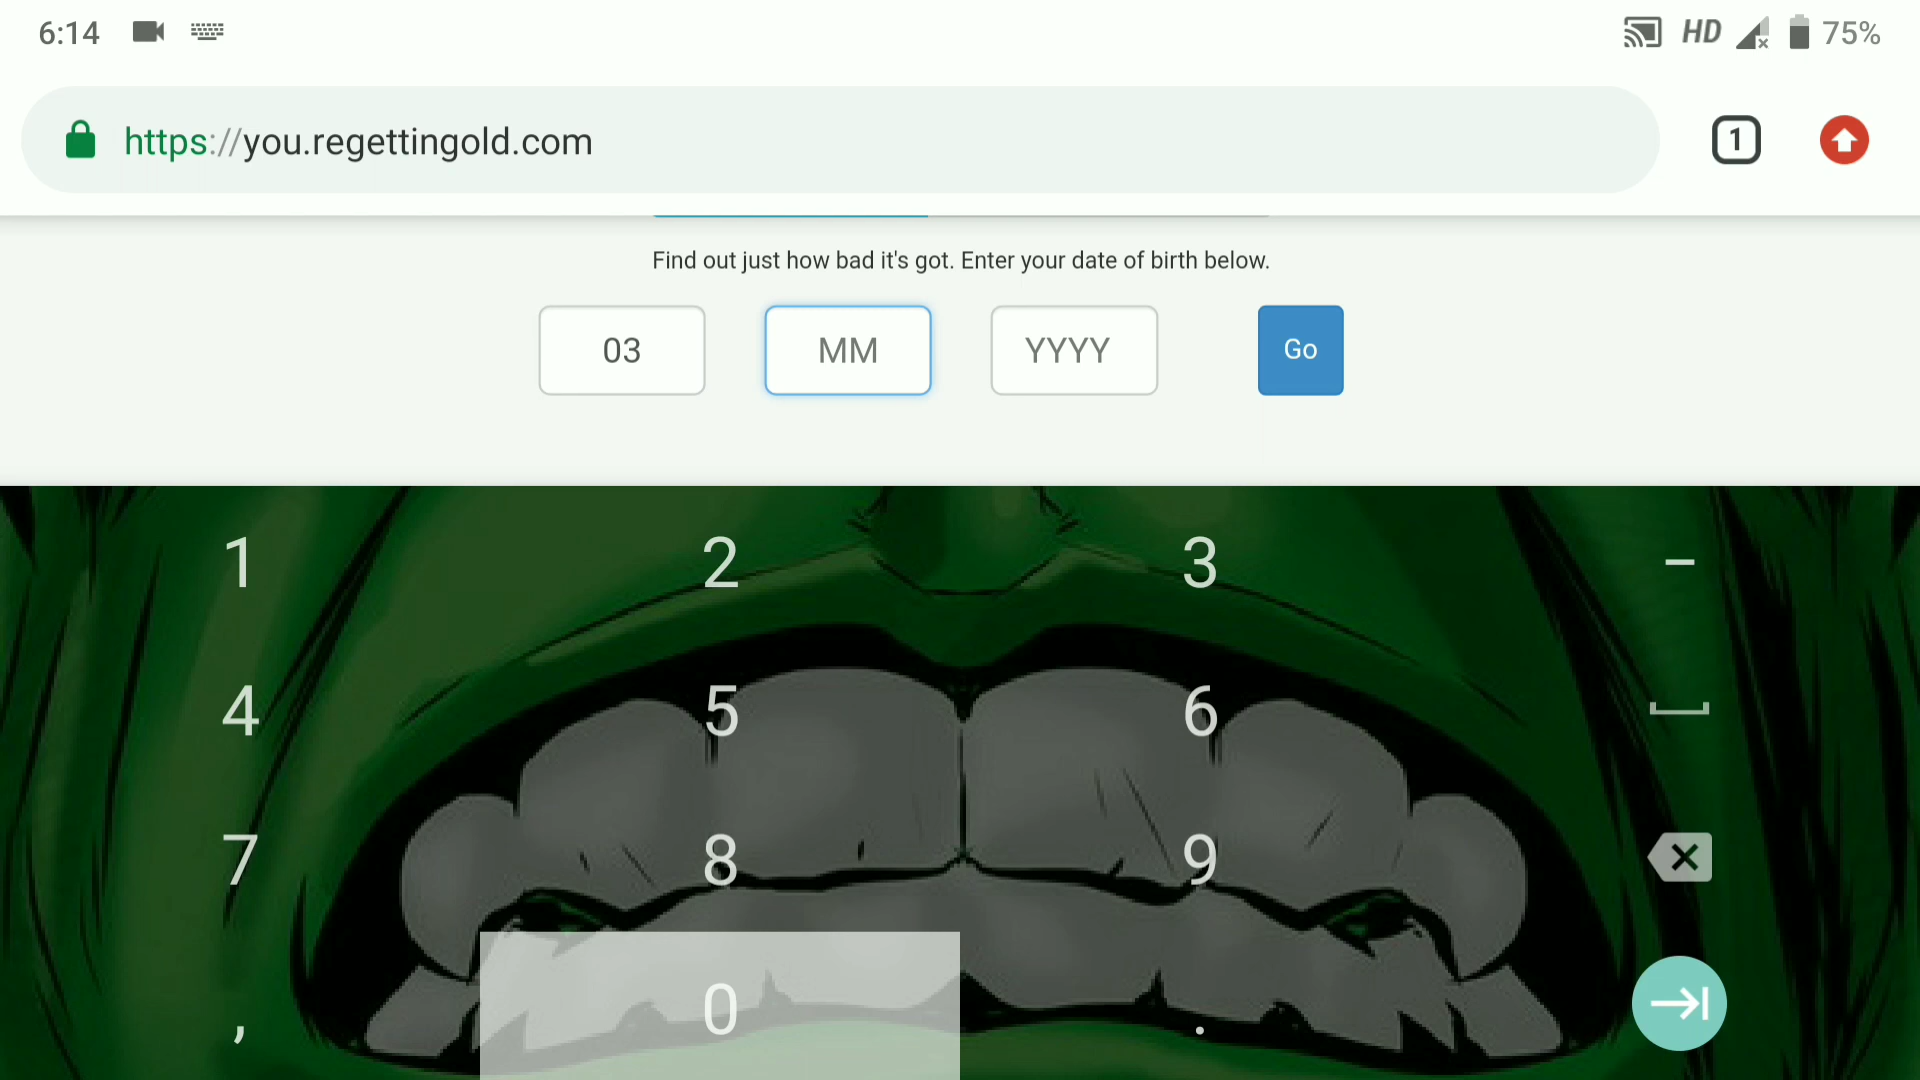 6:14 HD 75%
https://you.regettingold.com 1
Find out just how bad it's got. Enter your date of birth below.
03 MM YYYY Go
1 2 3 –
4 5 6
7 8 9
, 0 .